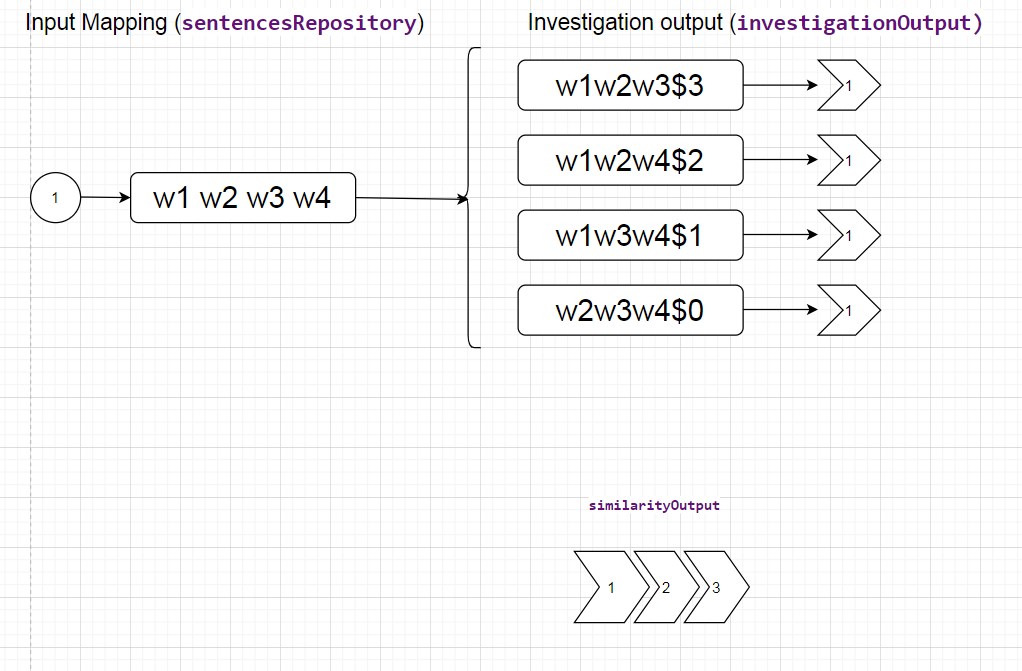 Input Mapping (sentencesRepository)
Investigation output (investigationOutput)
w1w2w3$3
1
w1w2w4$2
1
1
w1 w2 w3 w4
w1w3w4$1
1
w2w3w4$0
1
similarityOutput
1 2 3